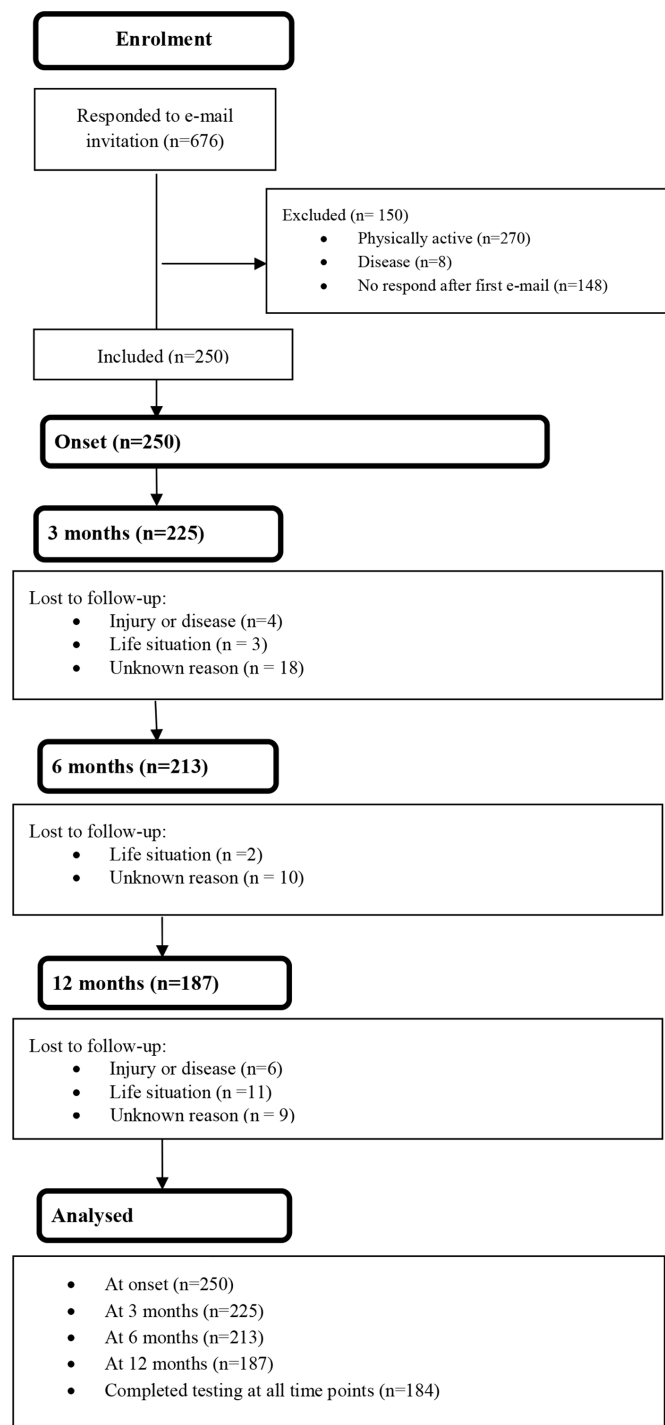 Enrolment
Responded to e-mail
invitation (n=676)
Excluded (n= 150)
• Physically active (n=270)
• Disease (n=8)
• No respond after first e-mail (n=148)
Included (n=250)
Onset (n=250)
3 months (n=225)
Lost to follow-up:
• Injury or disease (n=4)
• Life situation (n = 3)
• Unknown reason (n = 18)
6 months (n=213)
Lost to follow-up:
• Life situation (n =2)
• Unknown reason (n = 10)
12 months (n=187)
Lost to follow-up:
• Injury or disease (n=6)
• Life situation (n =11)
• Unknown reason (n = 9)
Analysed
• At onset (n=250)
• At 3 months (n=225)
• At 6 months (n=213)
• At 12 months (n=187)
• Completed testing at all time points (n=184)